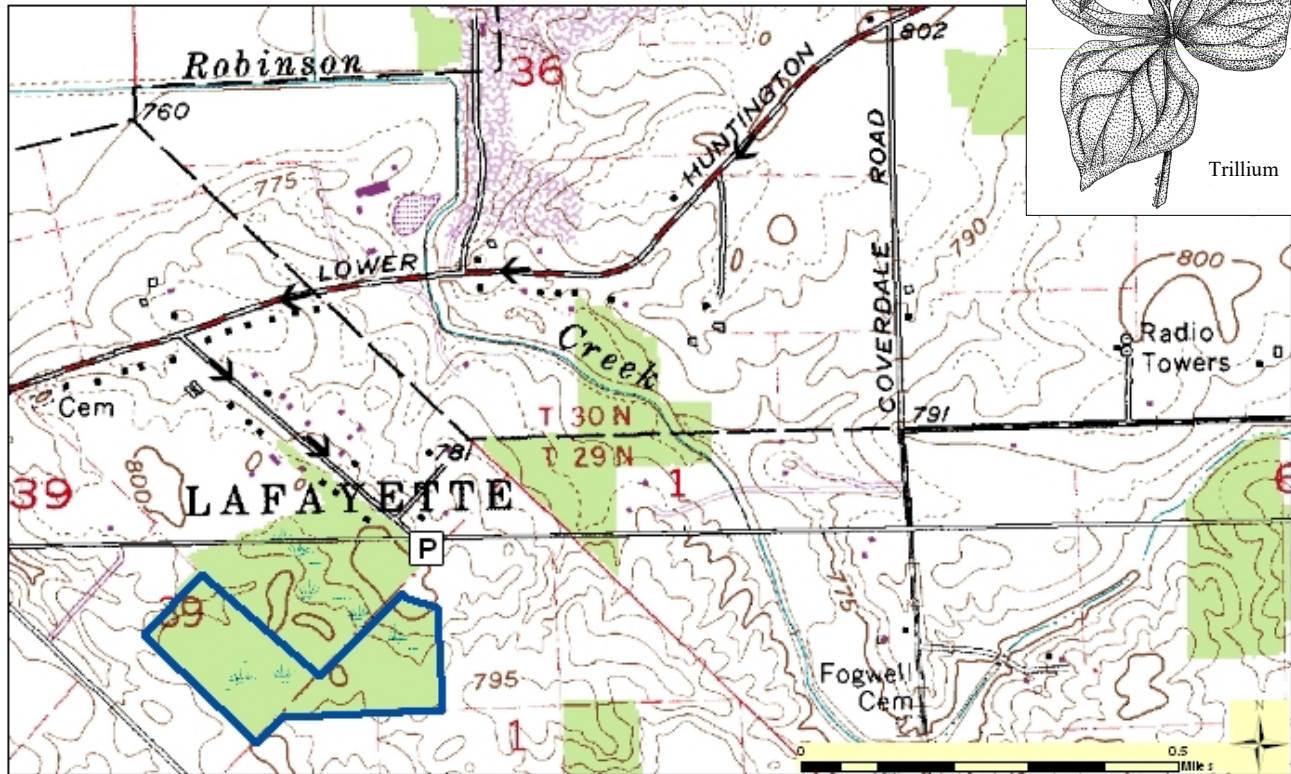 Robinson
36
802
HUNTINGTON
760
Trillium
ROAD
775
COVERDALE
790
LOWER
800
Radio
Towers
Creek
Cem
T 30 N
791
781
T 29 N
800
39
LAFAYETTE
1
6
P
39
775
795
Fogwell
Cem
N
1
0
0.5
Miles